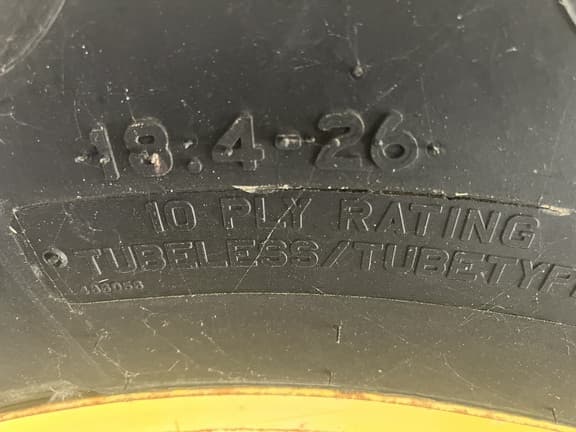 18.4-26
10 PLY RATING
TUBELESS/TUBETYPE